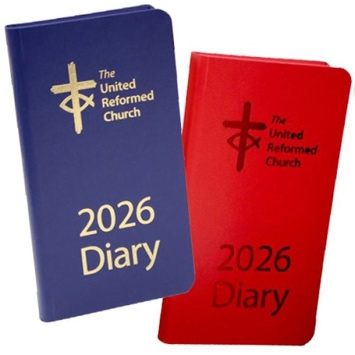 The
United
Reformed
Church
2026
Diary
The
United
Reformed
Church
2026
Diary